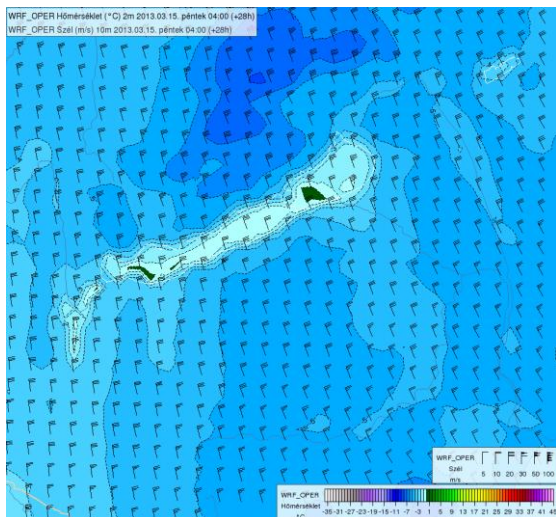 WRF_OPER Hőmérséklet (°C) 2m 2013.03.15. péntek 04:00 (+28h)
WRF_OPER Szél (m/s) 10m 2013.03.15. péntek 04:00 (+28h)
WRF_OPER
Szél
m/s
5 10 20 30 50 100
WRF_OPER
Hőmérséklet
-35 -31 -27 -23 -19 -15 -11 -7 -3 1 5 9 13 17 21 25 29 33 37 41